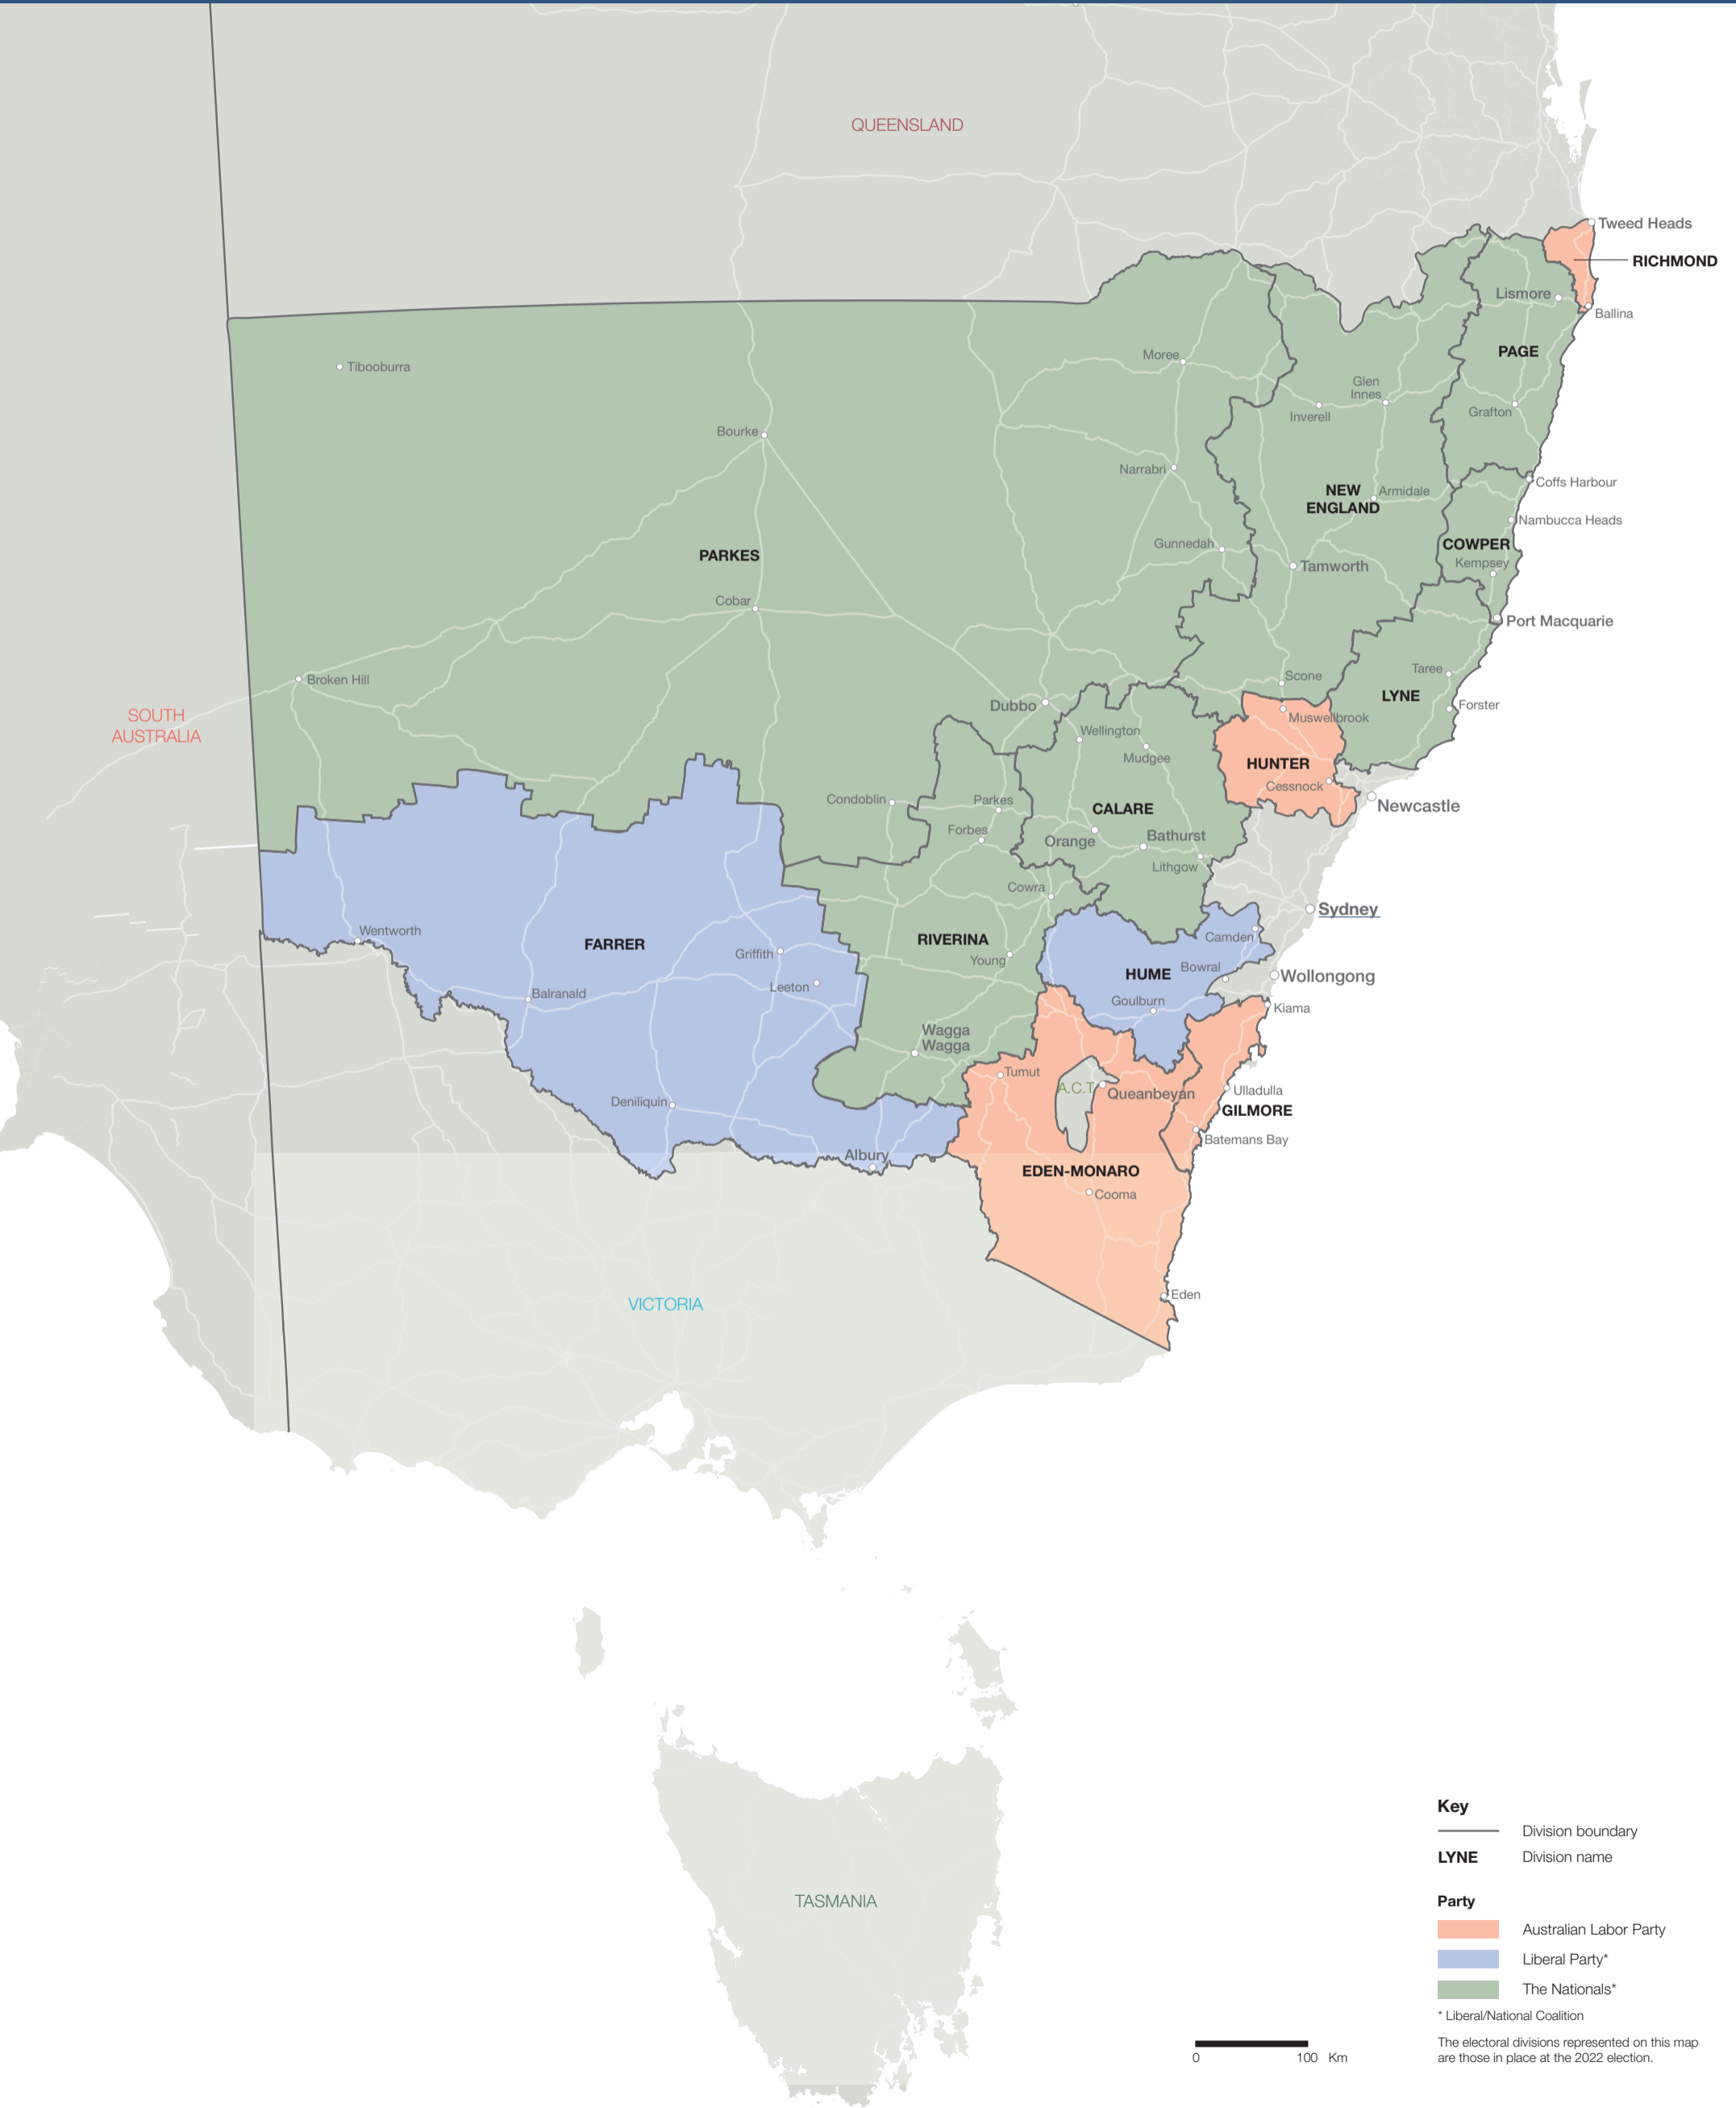 QUEENSLAND
Tweed Heads
RICHMOND
Lismore
Ballina
PAGE
Moree
Tibooburra
Glen
Innes
Inverell
Grafton
Bourke
Narrabri
Coffs Harbour
NEW
ENGLAND
Armidale
Nambucca Heads
Gunnedah
COWPER
PARKES
Kempsey
Tamworth
Cobar
Port Macquarie
Taree
Scone
Broken Hill
LYNE
Dubbo
Forster
SOUTH
AUSTRALIA
Muswellbrook
Wellington
Mudgee
HUNTER
Cessnock
Condoblin
Parkes
CALARE
Newcastle
Forbes
Orange
Bathurst
Lithgow
Cowra
Sydney
Wentworth
FARRER
RIVERINA
Camden
Griffith
Young
HUME
Bowral
Wollongong
Leeton
Balranald
Goulburn
Kiama
Wagga
Wagga
Tumut
A.C.T
Queanbeyan
Ulladulla
Deniliquin
GILMORE
Batemans Bay
Albury
EDEN-MONARO
Cooma
Eden
VICTORIA
TASMANIA
Key
Division boundary
LYNE Division name
Party
Australian Labor Party
Liberal Party*
The Nationals*
* Liberal/National Coalition
The electoral divisions represented on this map
are those in place at the 2022 election.
0 100 Km